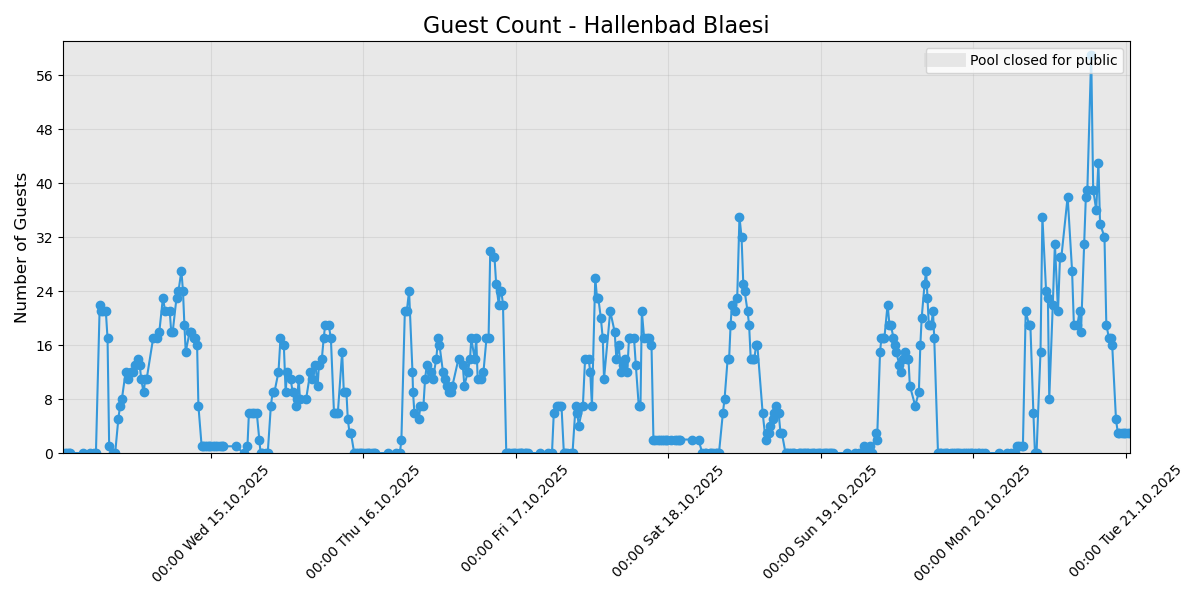 Guest Count - Hallenbad Blaesi
Pool closed for public
Number of Guests
56
48
40
32
24
16
8
0
00:00 Wed 15.10.2025
00:00 Thu 16.10.2025
00:00 Fri 17.10.2025
00:00 Sat 18.10.2025
00:00 Sun 19.10.2025
00:00 Mon 20.10.2025
00:00 Tue 21.10.2025